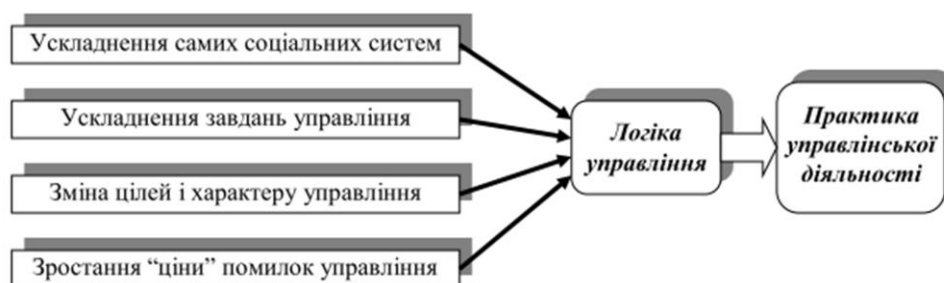 Ускладнення самих соціальних систем
Ускладнення завдань управління
Зміна цілей і характеру управління
Зростання “ціни” помилок управління
Логіка
управління
Практика
управлінської
діяльності